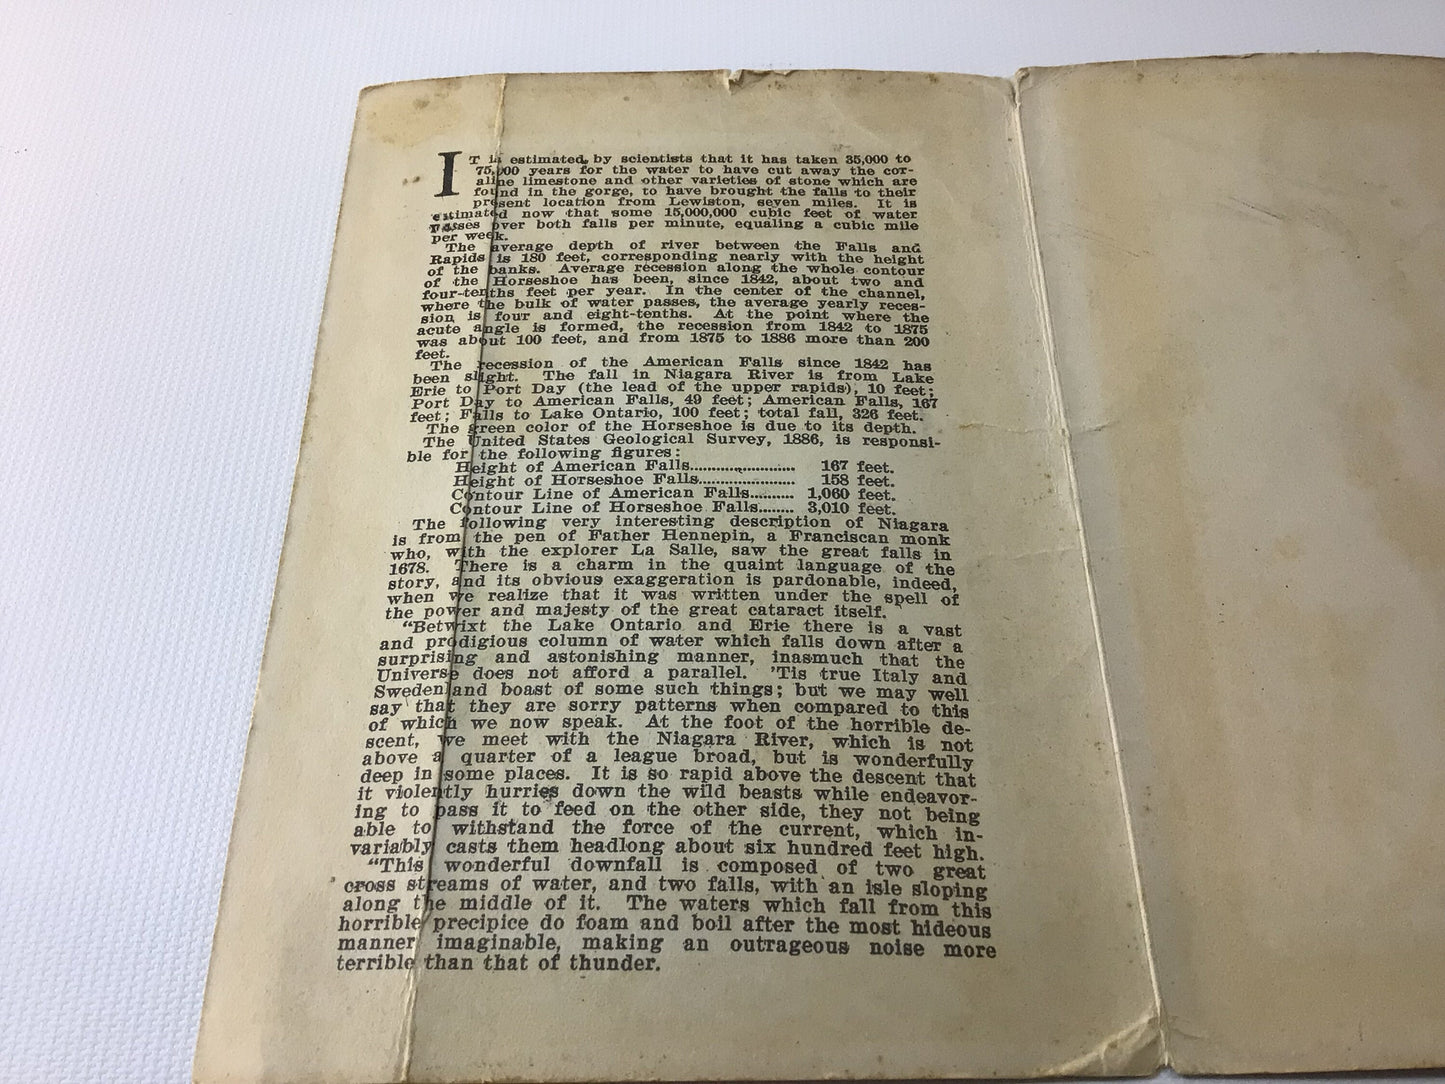 IT is estimated by scientists that it has taken 35,000 to
75,000 years for the water to have cut away the cor-
aline limestone and other varieties of stone which are
found in the gorge, to have brought the falls to their
present location from Lewiston, seven miles. It is
estimated now that some 15,000,000 cubic feet of water
passes over both falls per minute, equaling a cubic mile
per week.
The average depth of river between the Falls and
Rapids is 180 feet, corresponding nearly with the height
of the banks. Average recession along the whole contour
of the Horseshoe has been, since 1842, about two and
four-tenths feet per year. In the center of the channel,
where the bulk of water passes, the average yearly reces-
sion is four and eight-tenths. At the point where the
acute angle is formed, the recession from 1842 to 1875
was about 100 feet, and from 1875 to 1886 more than 200
feet.
The recession of the American Falls since 1842 has
been slight. The fall in Niagara River is from Lake
Erie to Port Day (the lead of the upper rapids), 10 feet;
Port Day to American Falls, 49 feet; American Falls, 167
feet; Falls to Lake Ontario, 100 feet; total fall, 326 feet.
The green color of the Horseshoe is due to its depth.
The United States Geological Survey, 1886, is responsi-
ble for the following figures:
Height of American Falls........................ 167 feet.
Height of Horseshoe Falls...................... 158 feet.
Contour Line of American Falls.......... 1,060 feet.
Contour Line of Horseshoe Falls........ 3,010 feet.
The following very interesting description of Niagara
is from the pen of Father Hennepin, a Franciscan monk
who, with the explorer La Salle, saw the great falls in
1678. There is a charm in the quaint language of the
story, and its obvious exaggeration is pardonable, indeed,
when we realize that it was written under the spell of
the power and majesty of the great cataract itself.
"Betwixt the Lake Ontario and Erie there is a vast
and prodigious column of water which falls down after a
surprising and astonishing manner, inasmuch that the
Universe does not afford a parallel. 'Tis true Italy and
Sweden and boast of some such things; but we may well
say that they are sorry patterns when compared to this
of which we now speak. At the foot of the horrible de-
scent, we meet with the Niagara River, which is not
above a quarter of a league broad, but is wonderfully
deep in some places. It is so rapid above the descent that
it violently hurries down the wild beasts while endeavor-
ing to pass it to feed on the other side, they not being
able to withstand the force of the current, which in-
variably casts them headlong about six hundred feet high.
"This wonderful downfall is composed of two great
cross streams of water, and two falls, with an isle sloping
along the middle of it. The waters which fall from this
horrible precipice do foam and boil after the most hideous
manner imaginable, making an outrageous noise more
terrible than that of thunder.